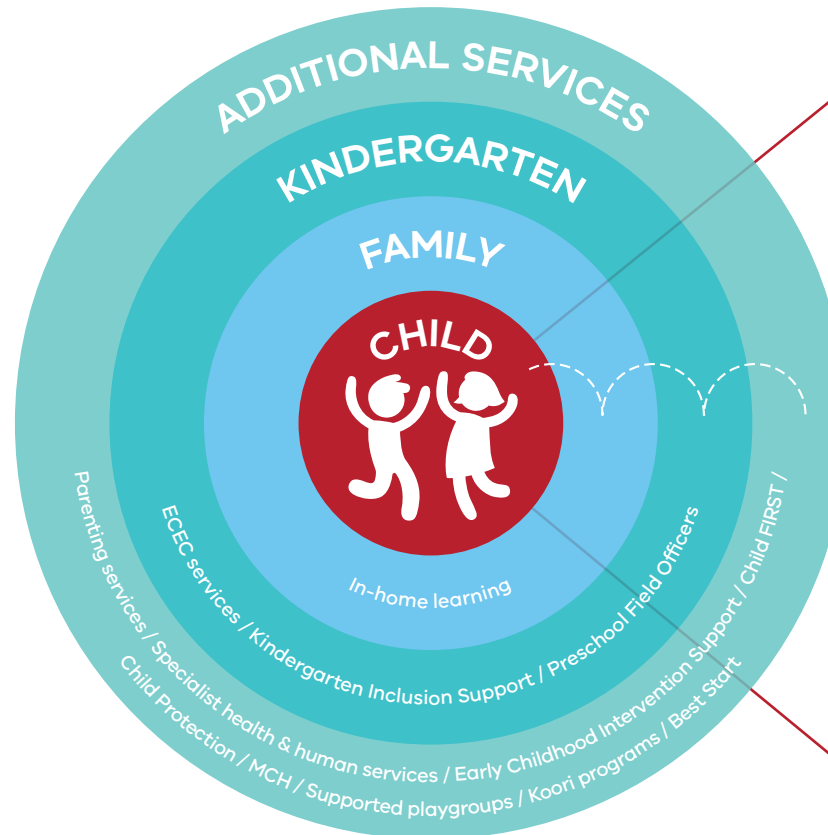 ADDITIONAL SERVICES
KINDERGARTEN
FAMILY
CHILD
In-home learning
ECEC services / Kindergarten Inclusion Support / Preschool Field Officers
Parenting services / Specialist health & human services / Early Childhood Intervention Support / Child FIRST /
Child Protection / MCH / Supported playgroups / Koori programs / Best Start